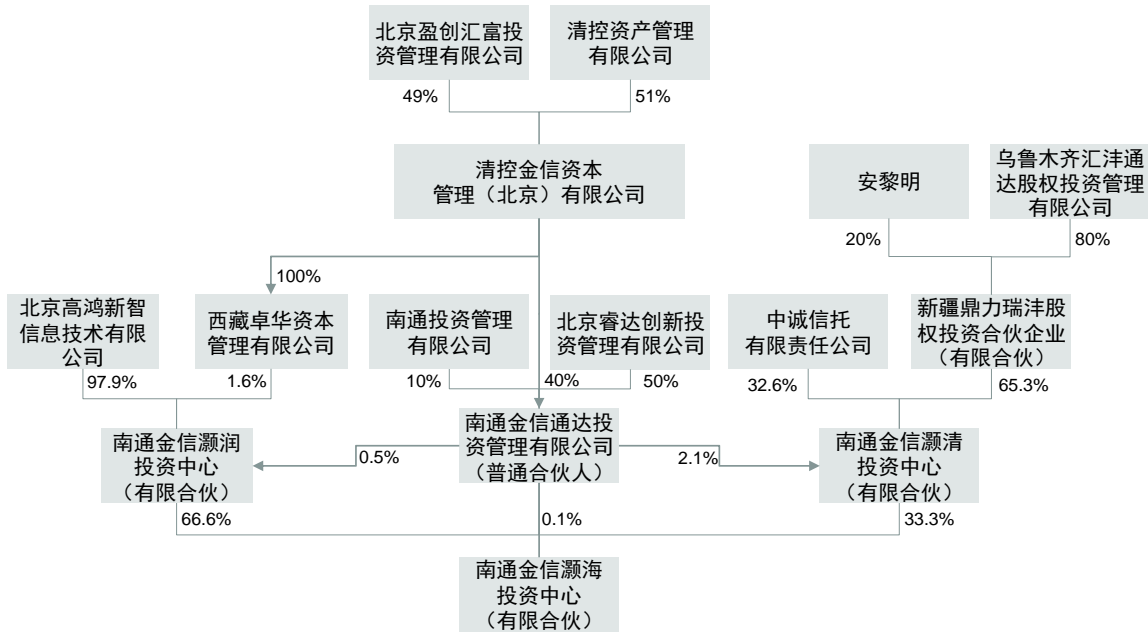 北京盈创汇富投
资管理有限公司
清控资产管理
有限公司
49%
51%
清控金信资本
管理（北京）有限公司
安黎明
乌鲁木齐汇沣通
达股权投资管理
有限公司
20%
80%
100%
北京高鸿新智
信息技术有限
公司
西藏卓华资本
管理有限公司
南通投资管理
有限公司
北京睿达创新投
资管理有限公司
中诚信托
有限责任公司
新疆鼎力瑞沣股
权投资合伙企业
（有限合伙）
97.9%
1.6%
10%
40%
50%
32.6%
65.3%
南通金信灏润
投资中心
（有限合伙）
0.5%
南通金信通达投
资管理有限公司
（普通合伙人）
2.1%
南通金信灏清
投资中心
（有限合伙）
66.6%
0.1%
33.3%
南通金信灏海
投资中心
（有限合伙）